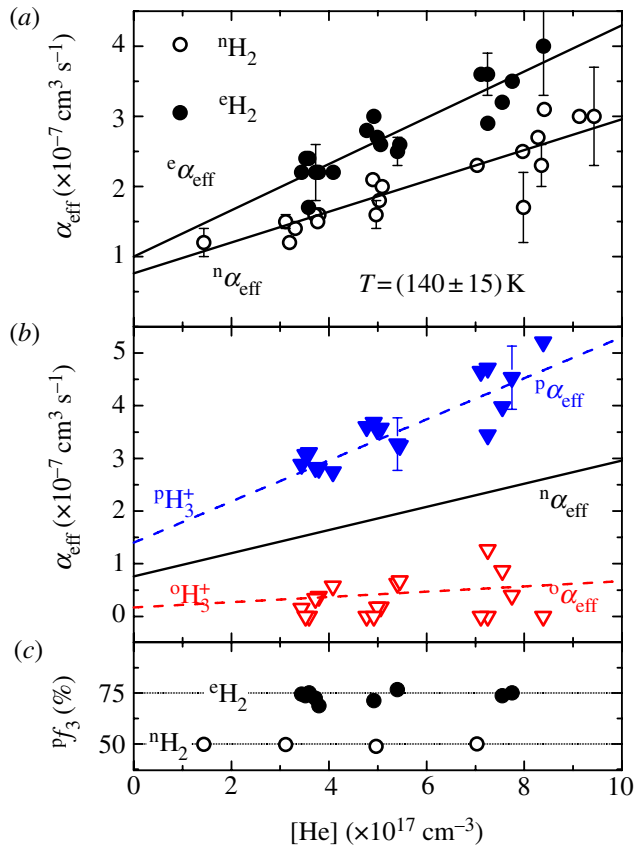 (a)
α_eff (×10⁻⁷ cm³ s⁻¹)
4
3
2
1
ⁿH₂
ᵉH₂
ᵉα_eff
ⁿα_eff
T = (140 ± 15) K
(b)
α_eff (×10⁻⁷ cm³ s⁻¹)
5
4
3
2
1
0
ᵖα_eff
ᵖH₃⁺
ⁿα_eff
ᵒH₃⁺
ᵒα_eff
(c)
ᵖf₃ (%)
75
50
ᵉH₂
ⁿH₂
0 2 4 6 8 10
[He] (×10¹⁷ cm⁻³)